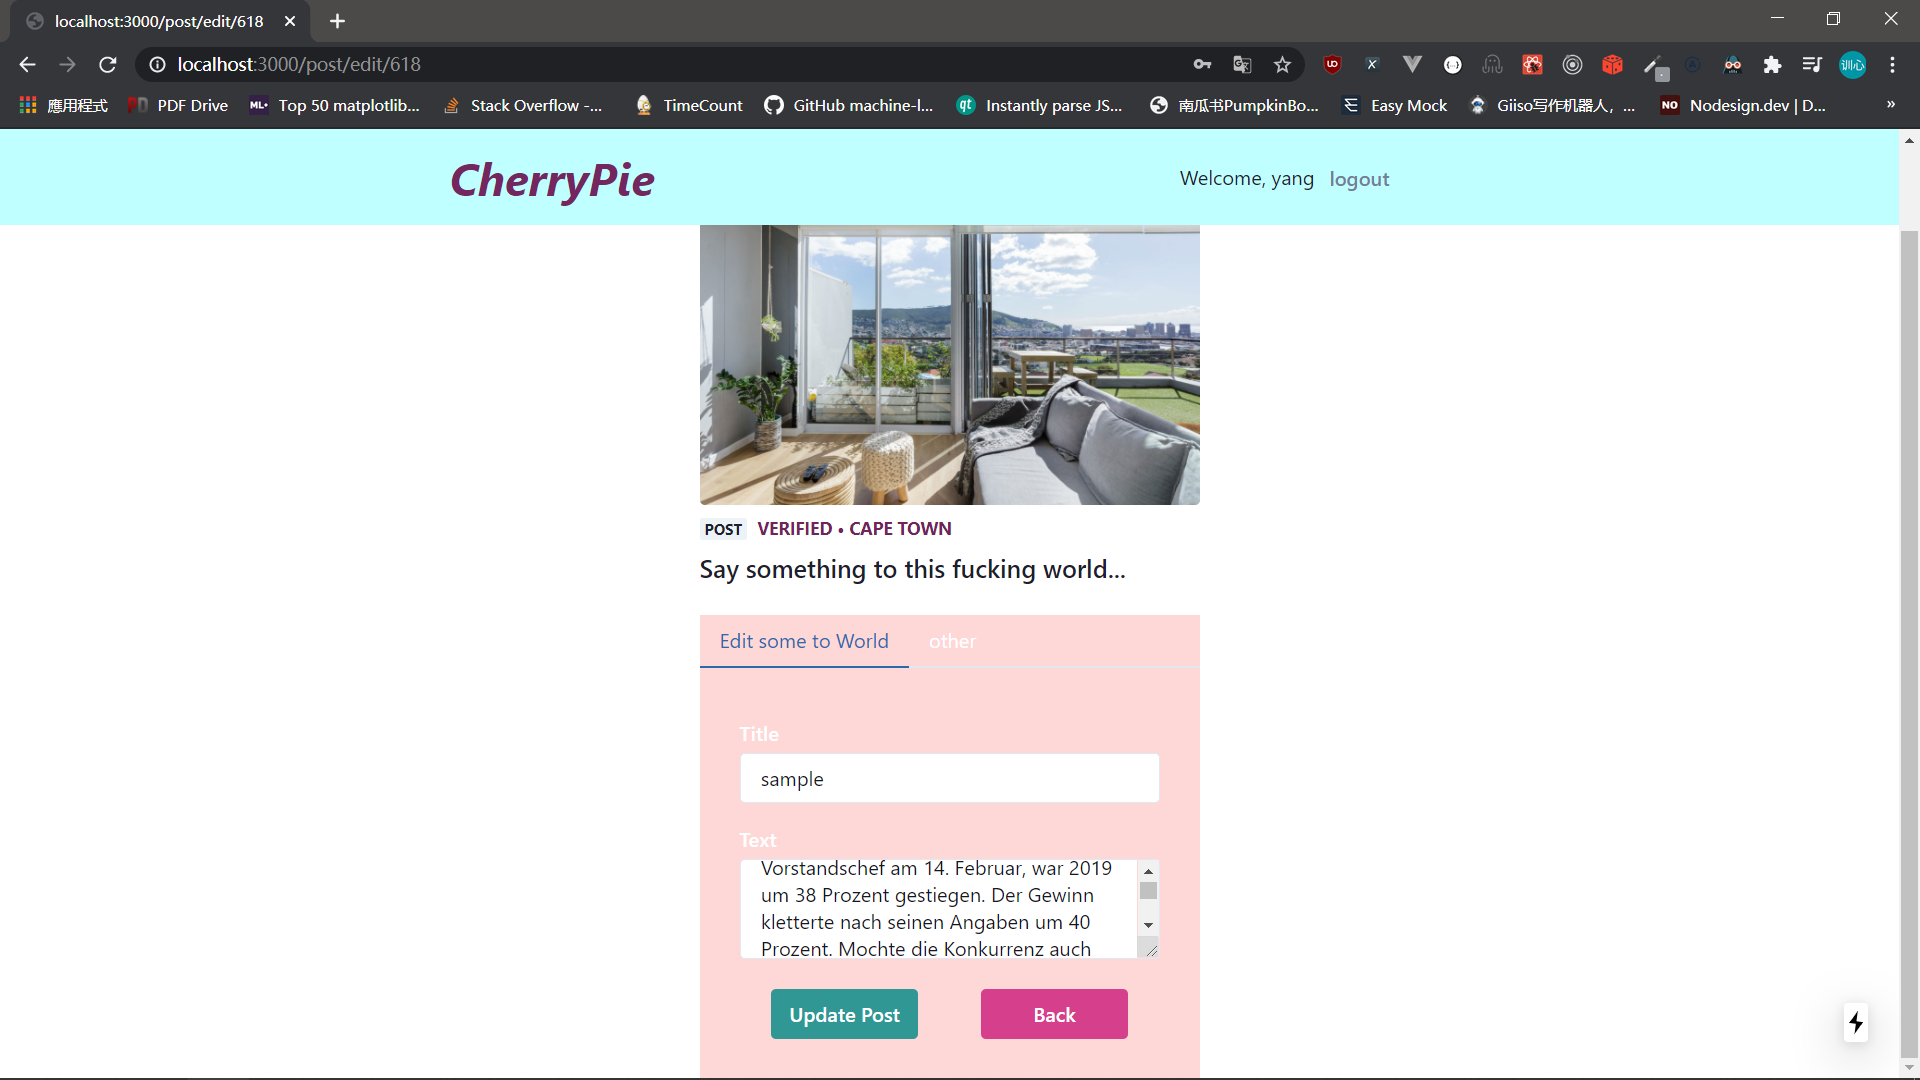 localhost:3000/post/edit/618
localhost:3000/post/edit/618
應用程式 PDF Drive Top 50 matplotlib... Stack Overflow -... TimeCount GitHub machine-l... Instantly parse JS... 南瓜书PumpkinBo... Easy Mock Giiso写作机器人，... Nodesign.dev | D... »
CherryPie
Welcome, yang logout
POST VERIFIED • CAPE TOWN
Say something to this fucking world...
Edit some to World other
Title
sample
Text
Vorstandschef am 14. Februar, war 2019
um 38 Prozent gestiegen. Der Gewinn
kletterte nach seinen Angaben um 40
Prozent. Mochte die Konkurrenz auch
Update Post Back